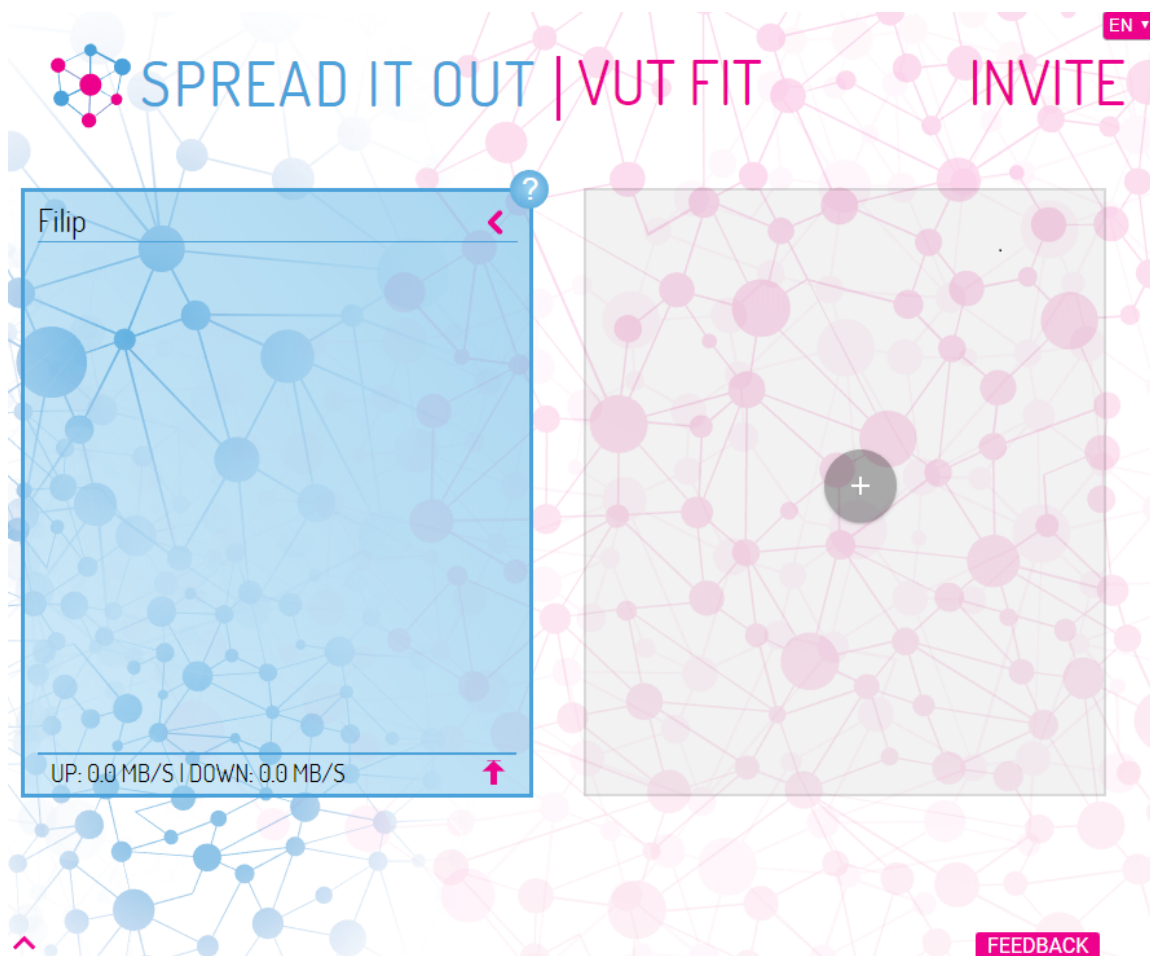 EN
SPREAD IT OUT | VUT FIT
INVITE
?
Filip
UP: 0.0 MB/S | DOWN: 0.0 MB/S
FEEDBACK